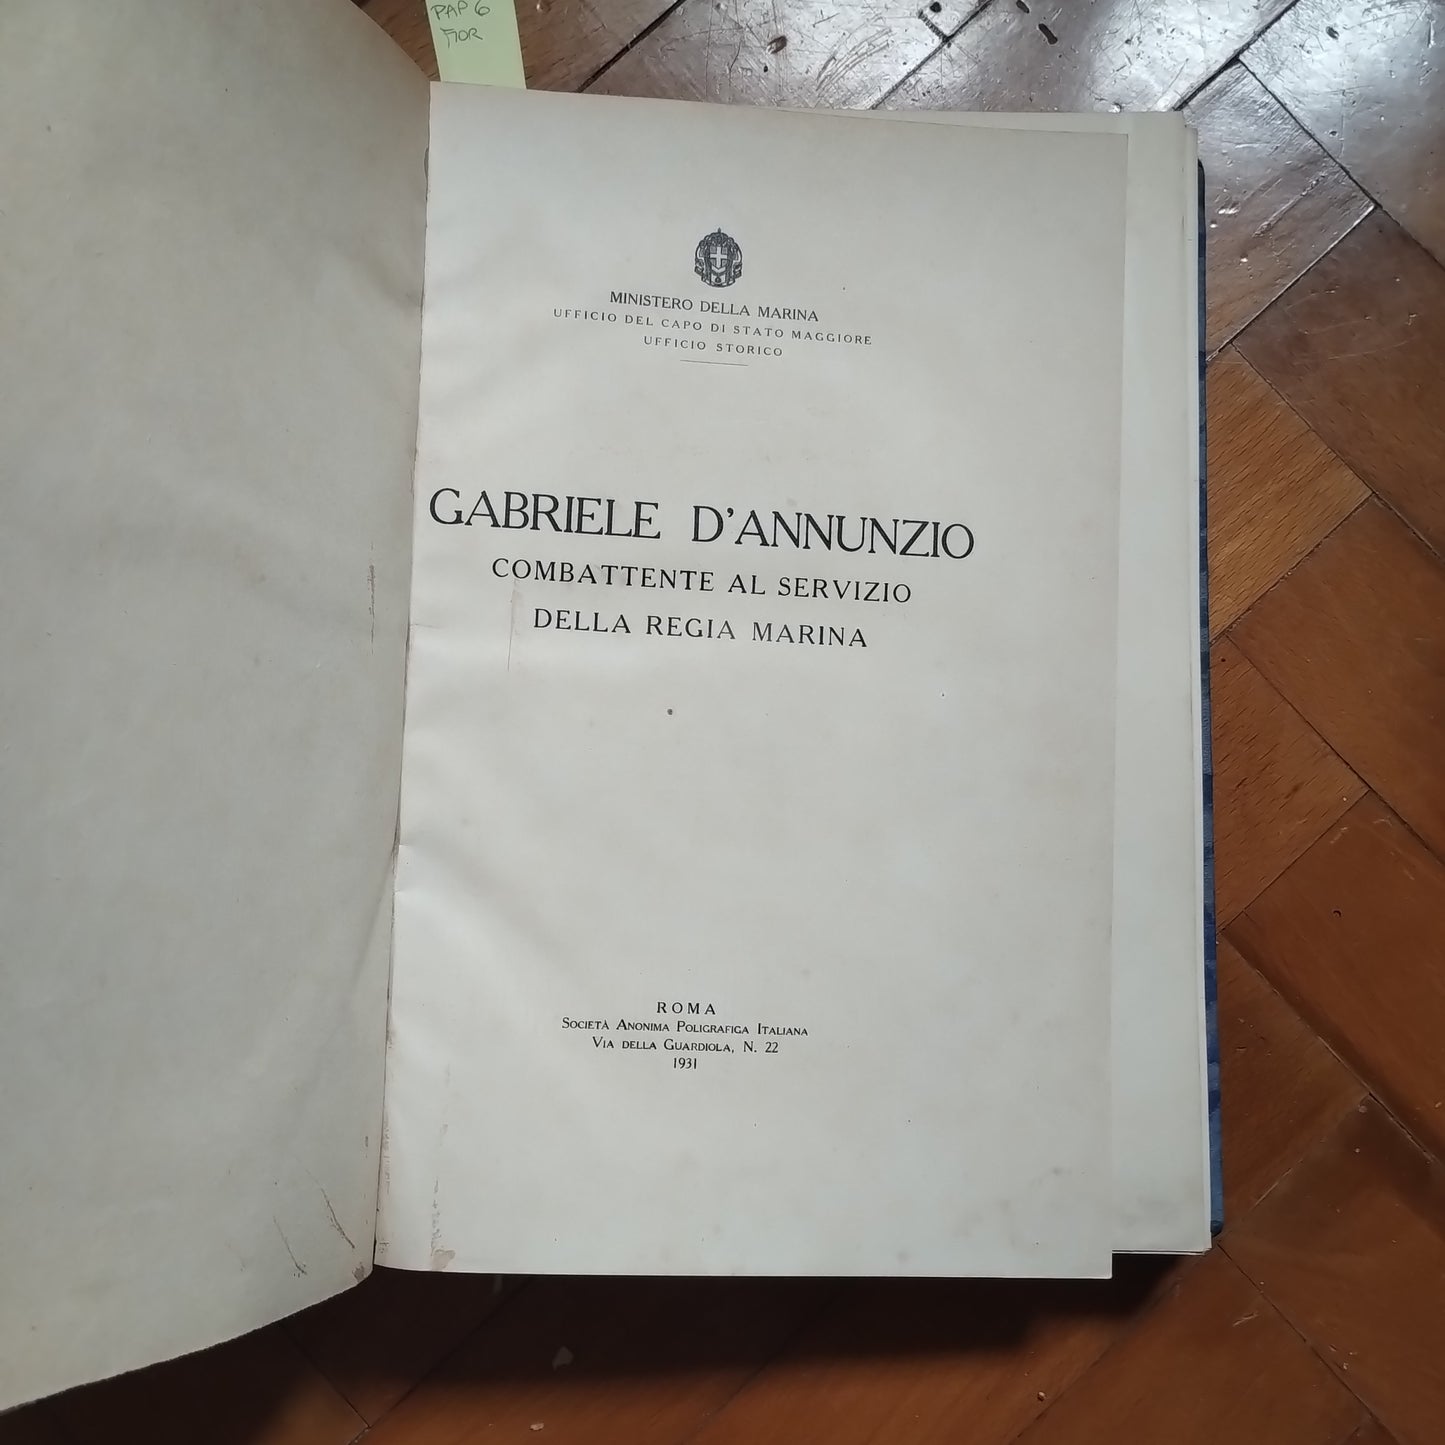 PAP 6
FIOR
MINISTERO DELLA MARINA
UFFICIO DEL CAPO DI STATO MAGGIORE
UFFICIO STORICO
GABRIELE D'ANNUNZIO
COMBATTENTE AL SERVIZIO
DELLA REGIA MARINA
ROMA
SOCIETÀ ANONIMA POLIGRAFICA ITALIANA
VIA DELLA GUARDIOLA, N. 22
1931